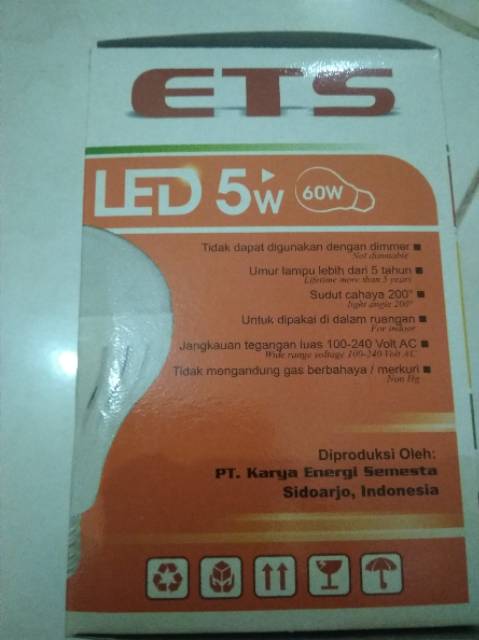 ETS
LED 5W 60W
Tidak dapat digunakan dengan dimmer
Not dimmable
Umur lampu lebih dari 5 tahun
Lifetime more than 5 years
Sudut cahaya 200°
light angle 200°
Untuk dipakai di dalam ruangan
For indoor
Jangkauan tegangan luas 100-240 Volt AC
Wide range voltage 100-240 Volt AC
Tidak mengandung gas berbahaya / merkuri
Non Hg
Diproduksi Oleh:
PT. Karya Energi Semesta
Sidoarjo, Indonesia